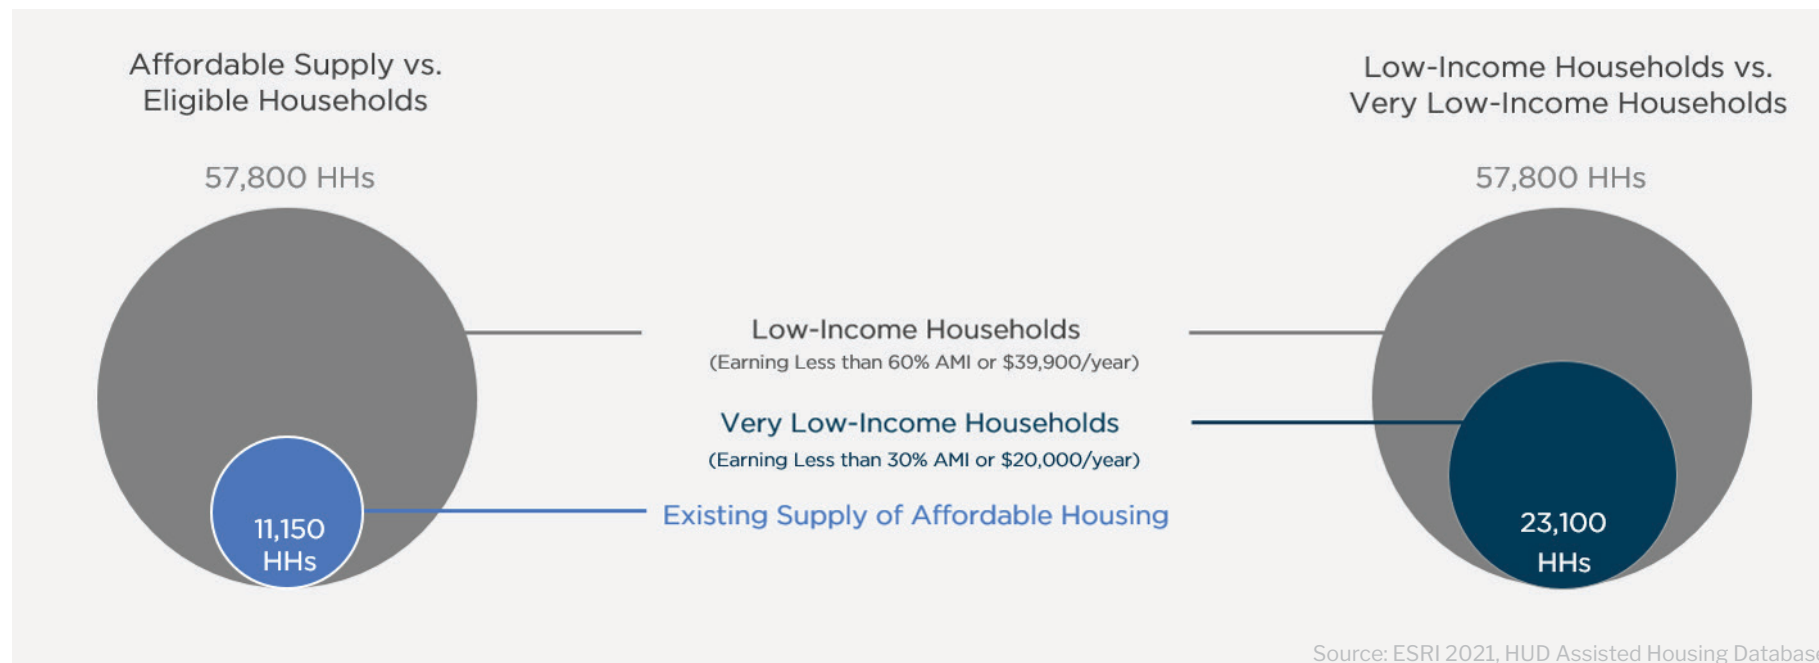 Affordable Supply vs.
Eligible Households
57,800 HHs
11,150
HHs
Low-Income Households
(Earning Less than 60% AMI or $39,900/year)
Very Low-Income Households
(Earning Less than 30% AMI or $20,000/year)
Existing Supply of Affordable Housing
Low-Income Households vs.
Very Low-Income Households
57,800 HHs
23,100
HHs
Source: ESRI 2021, HUD Assisted Housing Database